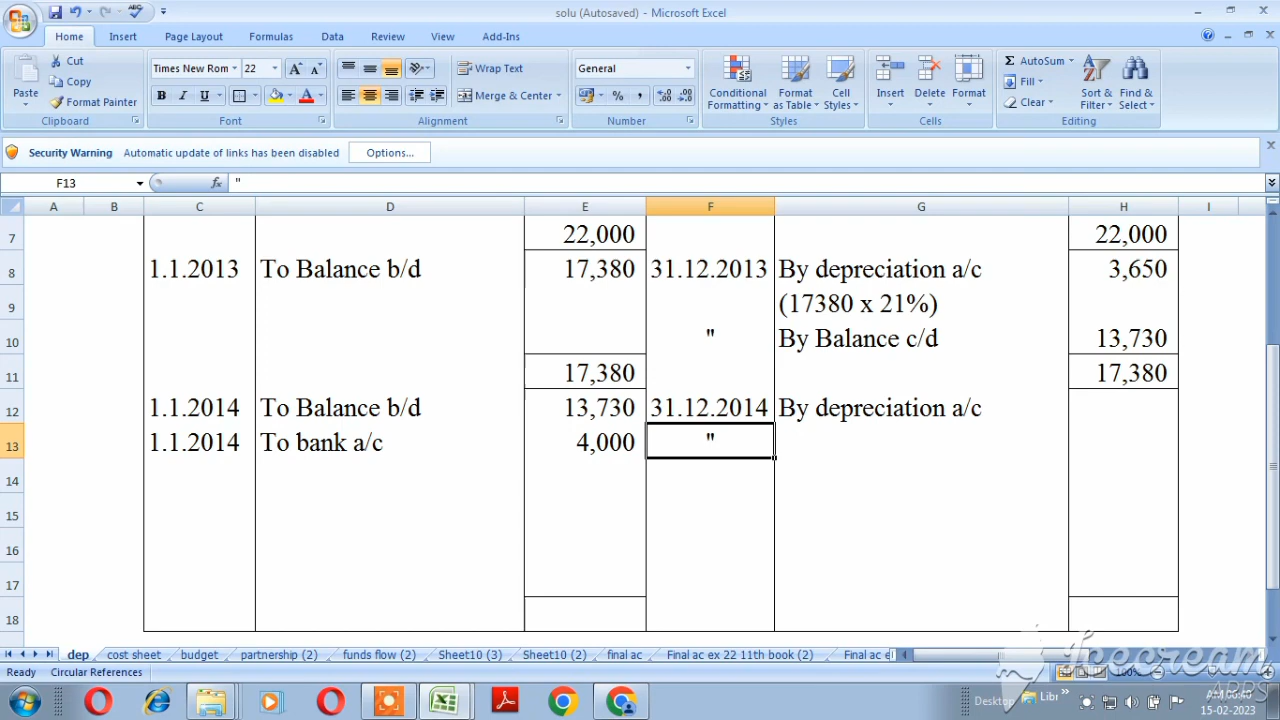 solu (Autosaved) - Microsoft Excel
Home Insert Page Layout Formulas Data Review View Add-Ins
Paste Cut Copy Format Painter
Times New Rom 22 A A
B I U A
Wrap Text
Merge & Center
General
% ,
Conditional Formatting Format as Table Cell Styles
Insert Delete Format
Σ AutoSum Fill Clear
Sort & Filter Find & Select
Clipboard Font Alignment Number Styles Cells Editing
Security Warning Automatic update of links has been disabled Options...
F13 fx "
A B C D E F G H I
7 22,000 22,000
8 1.1.2013 To Balance b/d 17,380 31.12.2013 By depreciation a/c 3,650
9 (17380 x 21%)
10 " By Balance c/d 13,730
11 17,380 17,380
12 1.1.2014 To Balance b/d 13,730 31.12.2014 By depreciation a/c
13 1.1.2014 To bank a/c 4,000 "
14
15
16
17
18
dep cost sheet budget partnership (2) funds flow (2) Sheet10 (3) Sheet10 (2) final ac Final ac ex 22 11th book (2) Final ac e
Ready Circular References 100%
Icecream
APPS
Desktop Libr »
15-02-2023